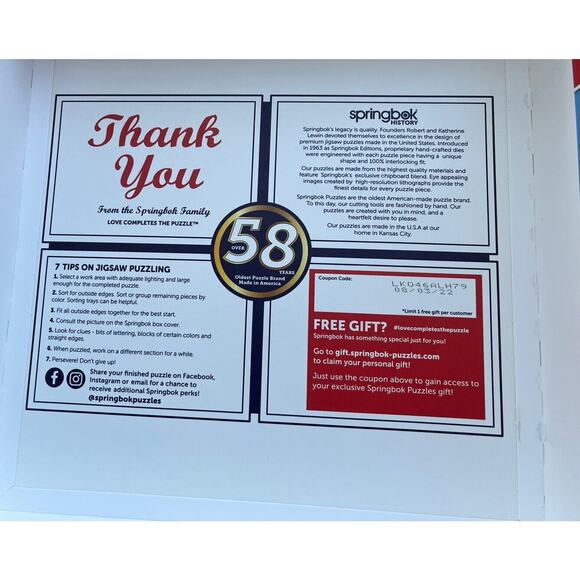 Thank
You
From the Springbok Family
LOVE COMPLETES THE PUZZLE™
springbok
HISTORY
Springbok's legacy is quality. Founders Robert and Katherine
Lewin devoted themselves to excellence in the design of
premium jigsaw puzzles made in the United States. Introduced
in 1963 as Springbok Editions, proprietary hand-crafted dies
were engineered with each puzzle piece having a unique
shape and 100% interlocking fit.
Our puzzles are made from the highest quality materials and
feature Springbok's exclusive chipboard blend. Eye appealing
images created by high-resolution lithographs provide the
finest details for every puzzle piece.
Springbok Puzzles are the oldest American-made puzzle brand.
To this day, our cutting tools are fashioned by hand. Our
puzzles are created with you in mind, and a
heartfelt desire to please.
Our puzzles are made in the U.S.A at our
home in Kansas City.
OVER
58
YEARS
Oldest Puzzle Brand
Made in America
7 TIPS ON JIGSAW PUZZLING
1. Select a work area with adequate lighting and large
enough for the completed puzzle.
2. Sort for outside edges. Sort or group remaining pieces by
color. Sorting trays can be helpful.
3. Fit all outside edges together for the best start.
4. Consult the picture on the Springbok box cover.
5. Look for clues - bits of lettering, blocks of certain colors and
straight edges.
6. When puzzled, work on a different section for a while.
7. Persevere! Don't give up!
Share your finished puzzle on Facebook,
Instagram or email for a chance to
receive additional Springbok perks!
@springbokpuzzles
Coupon Code:
LKD46ALH79
08/03/22
*Limit 1 free gift per customer
FREE GIFT? #lovecompletesthepuzzle
Springbok has something special just for you!
Go to gift.springbok-puzzles.com
to claim your personal gift!
Just use the coupon above to gain access to
your exclusive Springbok Puzzles gift!